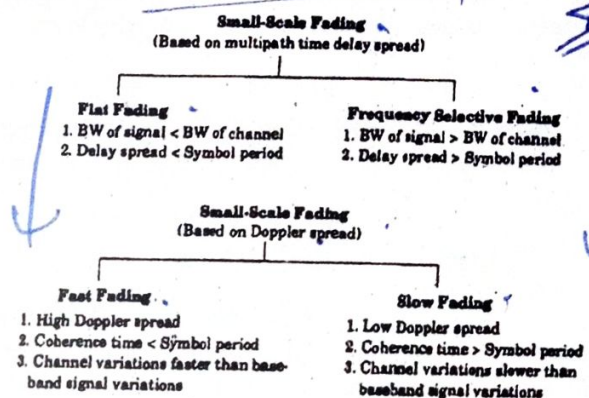 Small-Scale Fading
(Based on multipath time delay spread)
Flat Fading
1. BW of signal < BW of channel
2. Delay spread < Symbol period
Frequency Selective Fading
1. BW of signal > BW of channel
2. Delay spread > Symbol period
Small-Scale Fading
(Based on Doppler spread)
Fast Fading
1. High Doppler spread
2. Coherence time < Symbol period
3. Channel variations faster than base-
band signal variations
Slow Fading
1. Low Doppler spread
2. Coherence time > Symbol period
3. Channel variations slower than
baseband signal variations